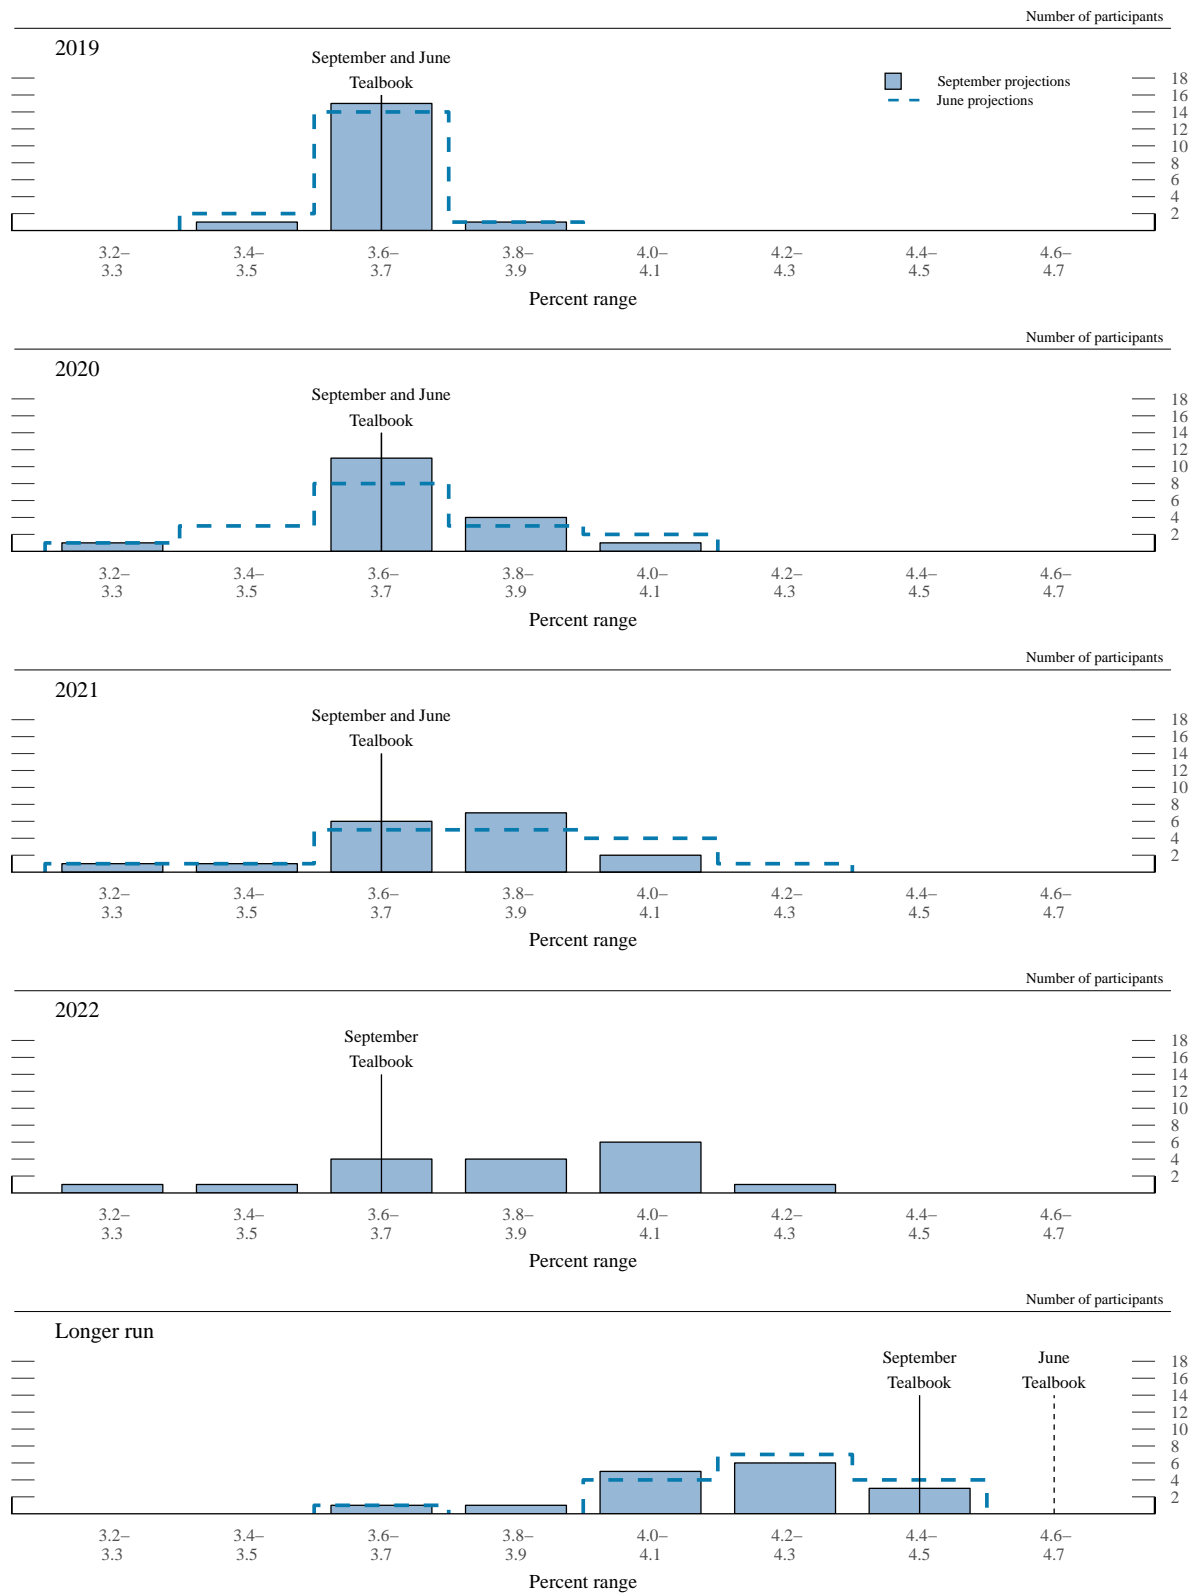 Number of participants
2019
September and June
Tealbook
September projections
June projections
18
16
14
12
10
8
6
4
2
3.2– 3.4– 3.6– 3.8– 4.0– 4.2– 4.4– 4.6–
3.3 3.5 3.7 3.9 4.1 4.3 4.5 4.7
Percent range
Number of participants
2020
September and June
Tealbook
18
16
14
12
10
8
6
4
2
3.2– 3.4– 3.6– 3.8– 4.0– 4.2– 4.4– 4.6–
3.3 3.5 3.7 3.9 4.1 4.3 4.5 4.7
Percent range
Number of participants
2021
September and June
Tealbook
18
16
14
12
10
8
6
4
2
3.2– 3.4– 3.6– 3.8– 4.0– 4.2– 4.4– 4.6–
3.3 3.5 3.7 3.9 4.1 4.3 4.5 4.7
Percent range
Number of participants
2022
September
Tealbook
18
16
14
12
10
8
6
4
2
3.2– 3.4– 3.6– 3.8– 4.0– 4.2– 4.4– 4.6–
3.3 3.5 3.7 3.9 4.1 4.3 4.5 4.7
Percent range
Number of participants
Longer run
September June
Tealbook Tealbook
18
16
14
12
10
8
6
4
2
3.2– 3.4– 3.6– 3.8– 4.0– 4.2– 4.4– 4.6–
3.3 3.5 3.7 3.9 4.1 4.3 4.5 4.7
Percent range